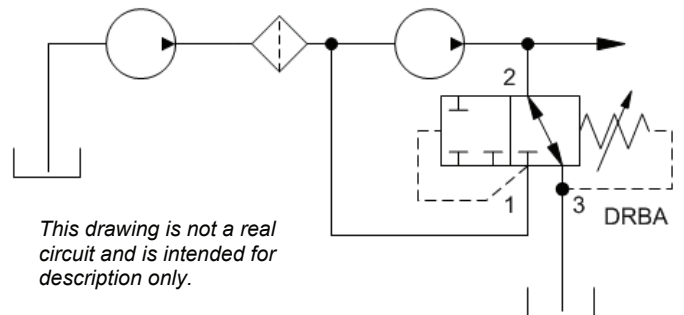 2
1
3
DRBA
This drawing is not a real
circuit and is intended for
description only.